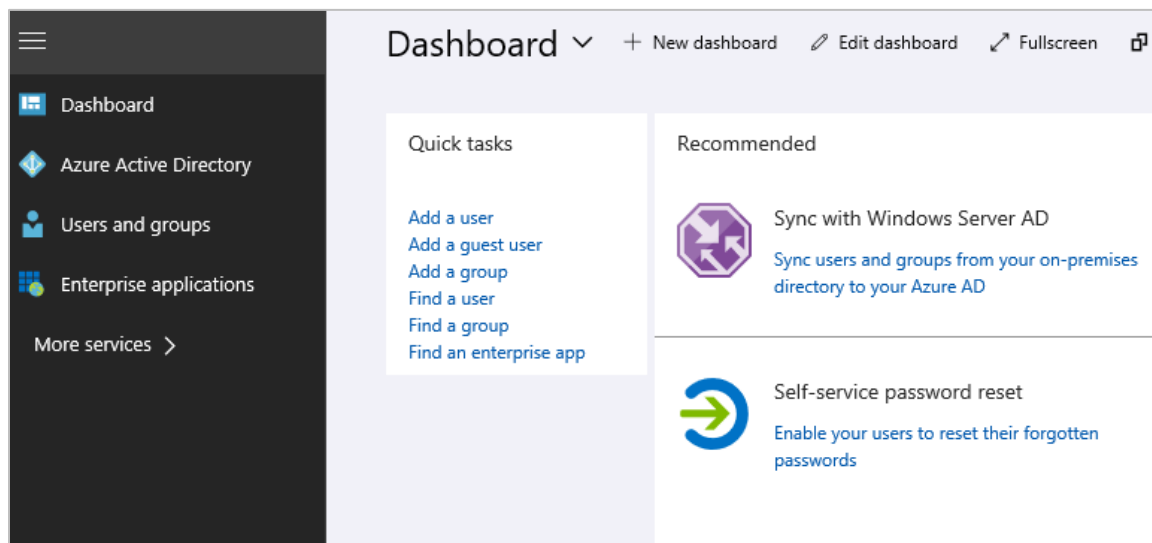 Dashboard
Azure Active Directory
Users and groups
Enterprise applications
More services
Dashboard
New dashboard
Edit dashboard
Fullscreen
Quick tasks
Add a user
Add a guest user
Add a group
Find a user
Find a group
Find an enterprise app
Recommended
Sync with Windows Server AD
Sync users and groups from your on-premises
directory to your Azure AD
Self-service password reset
Enable your users to reset their forgotten
passwords